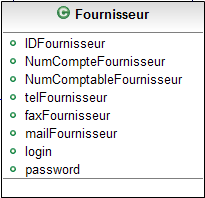 C Fournisseur
IDFournisseur
NumCompteFournisseur
NumComptableFournisseur
telFournisseur
faxFournisseur
mailFournisseur
login
password